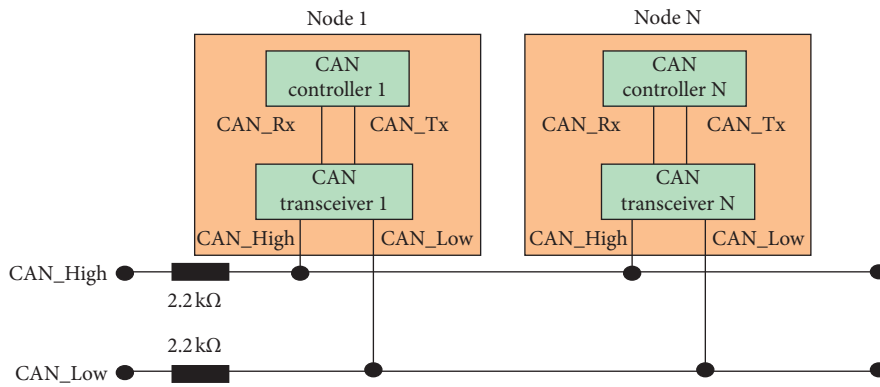 Node 1
Node N
CAN
controller 1
CAN
controller N
CAN_Rx
CAN_Tx
CAN_Rx
CAN_Tx
CAN
transceiver 1
CAN
transceiver N
CAN_High
CAN_Low
CAN_High
CAN_Low
CAN_High
2.2 kΩ
2.2 kΩ
CAN_Low